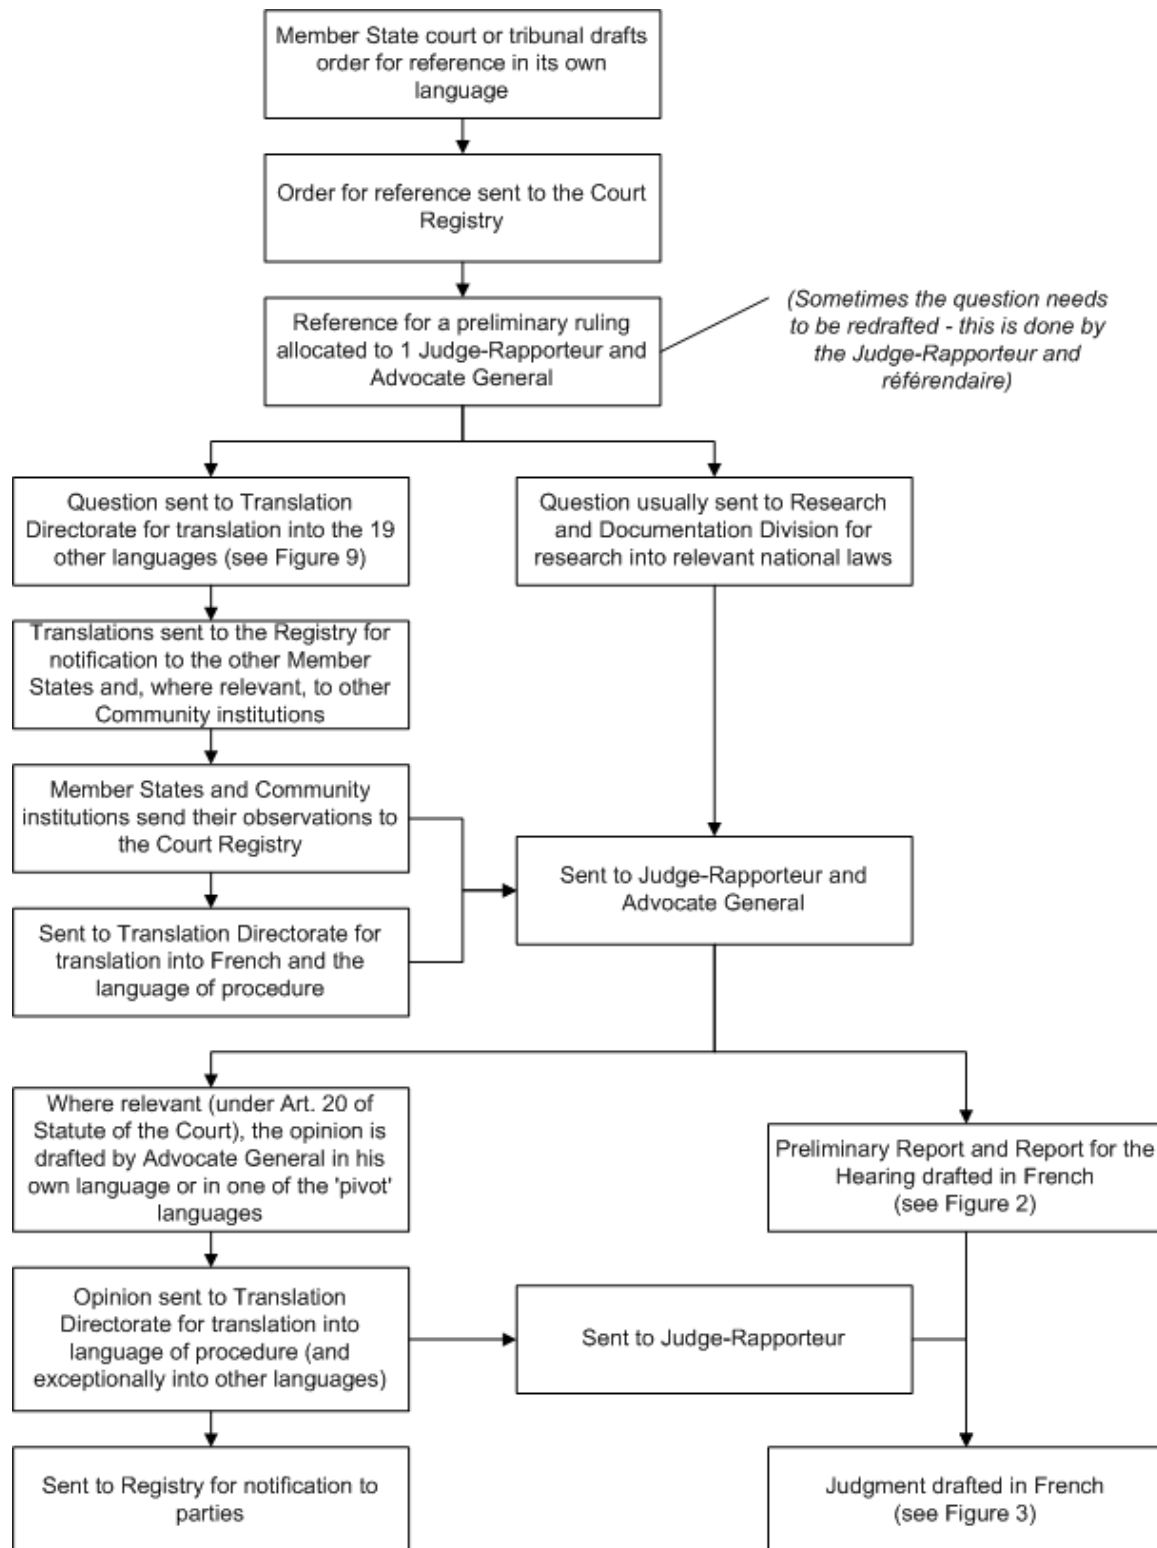 Member State court or tribunal drafts
order for reference in its own
language
Order for reference sent to the Court
Registry
Reference for a preliminary ruling
allocated to 1 Judge-Rapporteur and
Advocate General
(Sometimes the question needs
to be redrafted - this is done by
the Judge-Rapporteur and
référendaire)
Question sent to Translation
Directorate for translation into the 19
other languages (see Figure 9)
Question usually sent to Research
and Documentation Division for
research into relevant national laws
Translations sent to the Registry for
notification to the other Member
States and, where relevant, to other
Community institutions
Member States and Community
institutions send their observations to
the Court Registry
Sent to Judge-Rapporteur and
Advocate General
Sent to Translation Directorate for
translation into French and the
language of procedure
Where relevant (under Art. 20 of
Statute of the Court), the opinion is
drafted by Advocate General in his
own language or in one of the 'pivot'
languages
Preliminary Report and Report for the
Hearing drafted in French
(see Figure 2)
Opinion sent to Translation
Directorate for translation into
language of procedure (and
exceptionally into other languages)
Sent to Judge-Rapporteur
Sent to Registry for notification to
parties
Judgment drafted in French
(see Figure 3)